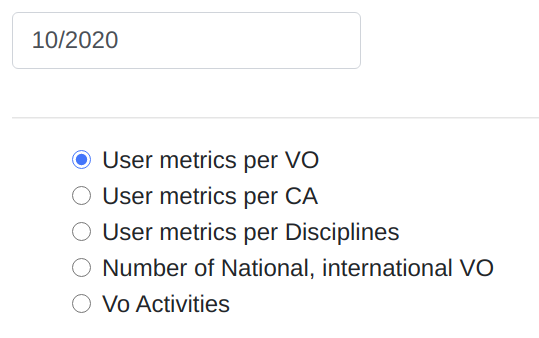 10/2020
User metrics per VO
User metrics per CA
User metrics per Disciplines
Number of National, international VO
Vo Activities